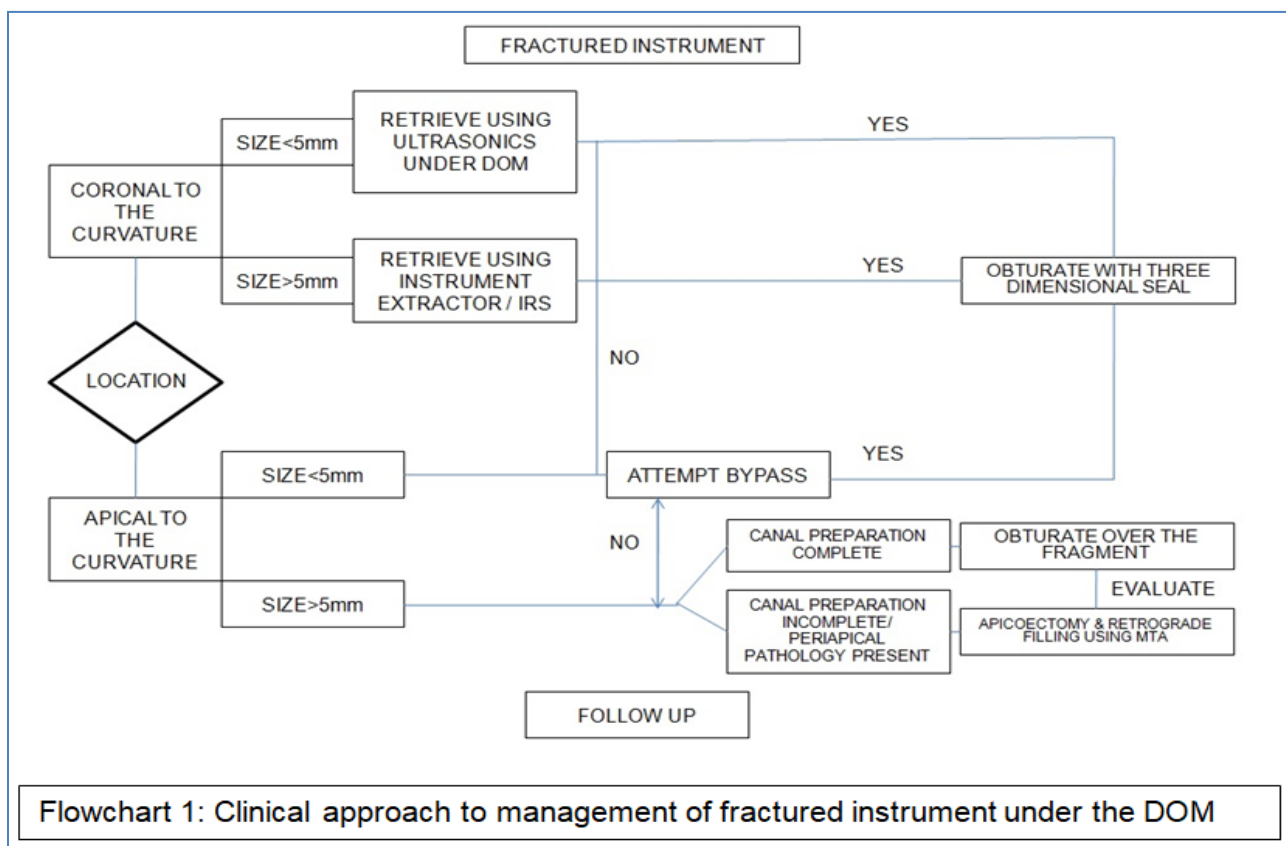 FRACTURED INSTRUMENT
SIZE<5mm
RETRIEVE USING
ULTRASONICS
UNDER DOM
YES
CORONAL TO
THE
CURVATURE
SIZE>5mm
RETRIEVE USING
INSTRUMENT
EXTRACTOR / IRS
YES
OBTURATE WITH THREE
DIMENSIONAL SEAL
NO
LOCATION
SIZE<5mm
ATTEMPT BYPASS
YES
APICAL TO
THE
CURVATURE
NO
CANAL PREPARATION
COMPLETE
OBTURATE OVER THE
FRAGMENT
EVALUATE
SIZE>5mm
CANAL PREPARATION
INCOMPLETE/
PERIAPICAL
PATHOLOGY PRESENT
APICOECTOMY & RETROGRADE
FILLING USING MTA
FOLLOW UP
Flowchart 1: Clinical approach to management of fractured instrument under the DOM